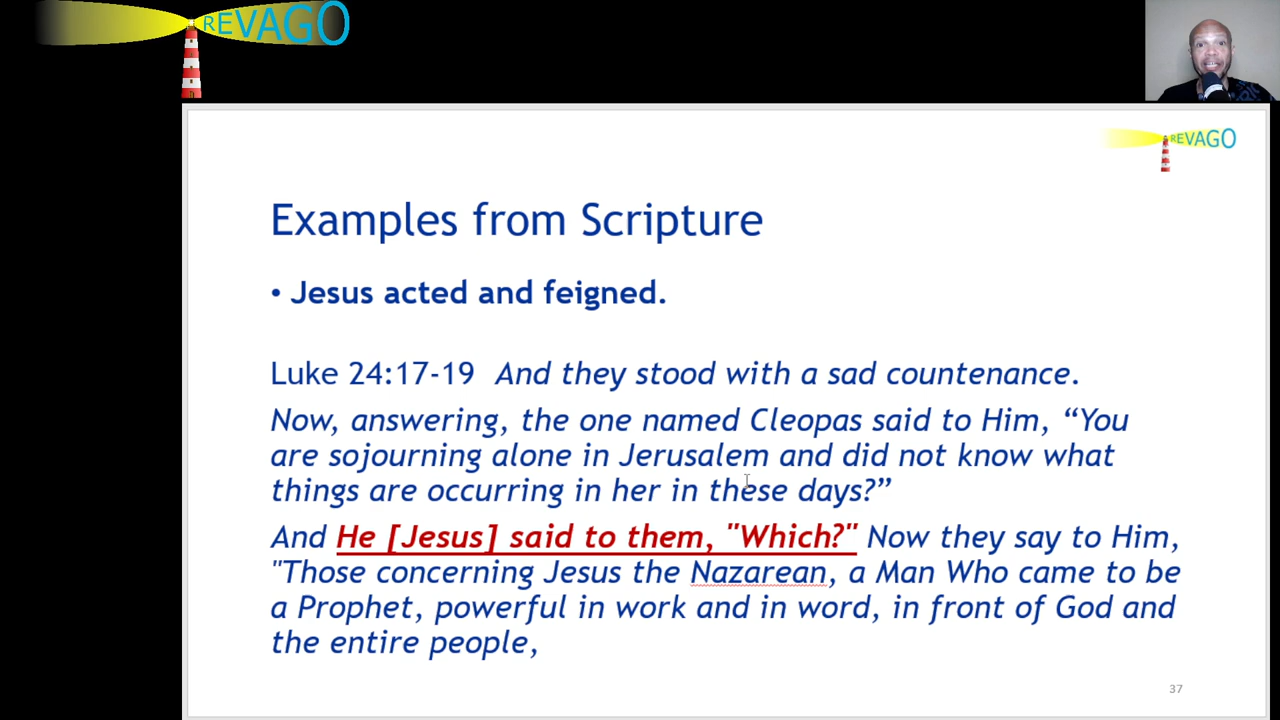 REVAGO
REVAGO
Examples from Scripture
• Jesus acted and feigned.
Luke 24:17-19 And they stood with a sad countenance.
Now, answering, the one named Cleopas said to Him, “You
are sojourning alone in Jerusalem and did not know what
things are occurring in her in these days?”
And He [Jesus] said to them, "Which?" Now they say to Him,
"Those concerning Jesus the Nazarean, a Man Who came to be
a Prophet, powerful in work and in word, in front of God and
the entire people,
37